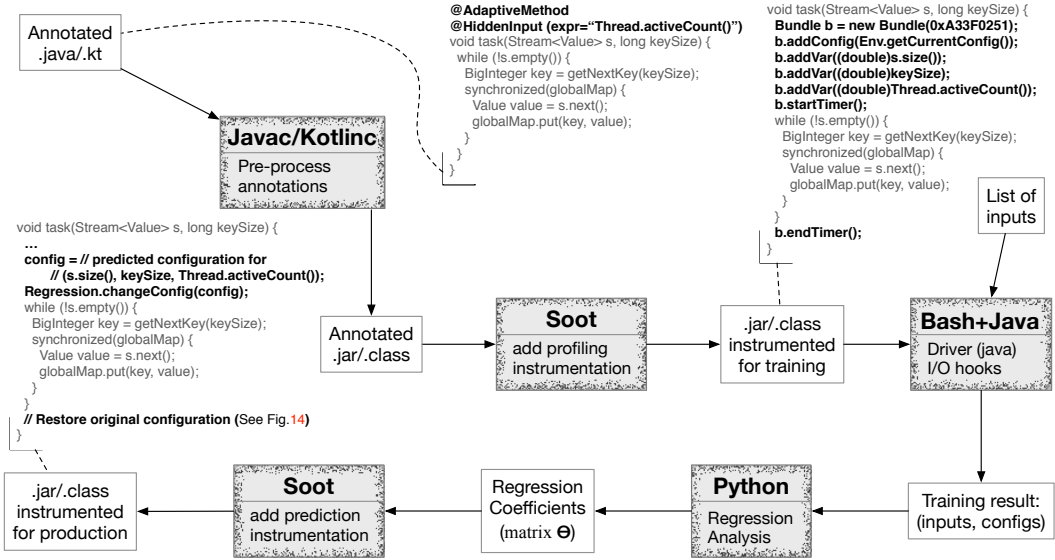 Annotated
.java/.kt
@AdaptiveMethod
@HiddenInput (expr=“Thread.activeCount()”)
void task(Stream<Value> s, long keySize) {
while (!s.empty()) {
BigInteger key = getNextKey(keySize);
synchronized(globalMap) {
Value value = s.next();
globalMap.put(key, value);
}
}
}
void task(Stream<Value> s, long keySize) {
Bundle b = new Bundle(0xA33F0251);
b.addConfig(Env.getCurrentConfig());
b.addVar((double)s.size());
b.addVar((double)keySize);
b.addVar((double)Thread.activeCount());
b.startTimer();
while (!s.empty()) {
BigInteger key = getNextKey(keySize);
synchronized(globalMap) {
Value value = s.next();
globalMap.put(key, value);
}
}
b.endTimer();
}
Javac/Kotlinc
Pre-process
annotations
List of
inputs
void task(Stream<Value> s, long keySize) {
...
config = // predicted configuration for
// (s.size(), keySize, Thread.activeCount());
Regression.changeConfig(config);
while (!s.empty()) {
BigInteger key = getNextKey(keySize);
synchronized(globalMap) {
Value value = s.next();
globalMap.put(key, value);
}
}
// Restore original configuration (See Fig.14)
}
Annotated
.jar/.class
Soot
add profiling
instrumentation
.jar/.class
instrumented
for training
Bash+Java
Driver (java)
I/O hooks
.jar/.class
instrumented
for production
Soot
add prediction
instrumentation
Regression
Coefficients
(matrix Θ)
Python
Regression
Analysis
Training result:
(inputs, configs)